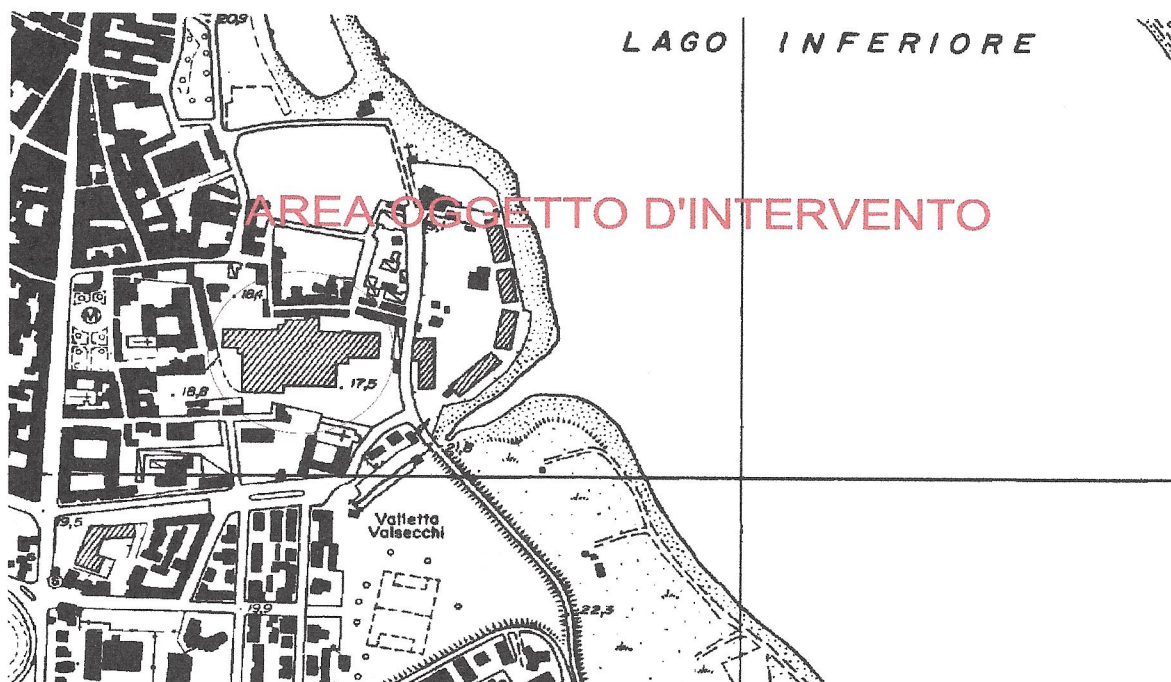 20,9
LAGO INFERIORE
AREA OGGETTO D'INTERVENTO
18,4
M
17,5
18,8
21,8
19,5
Valletta
Valsecchi
19,9
22,3